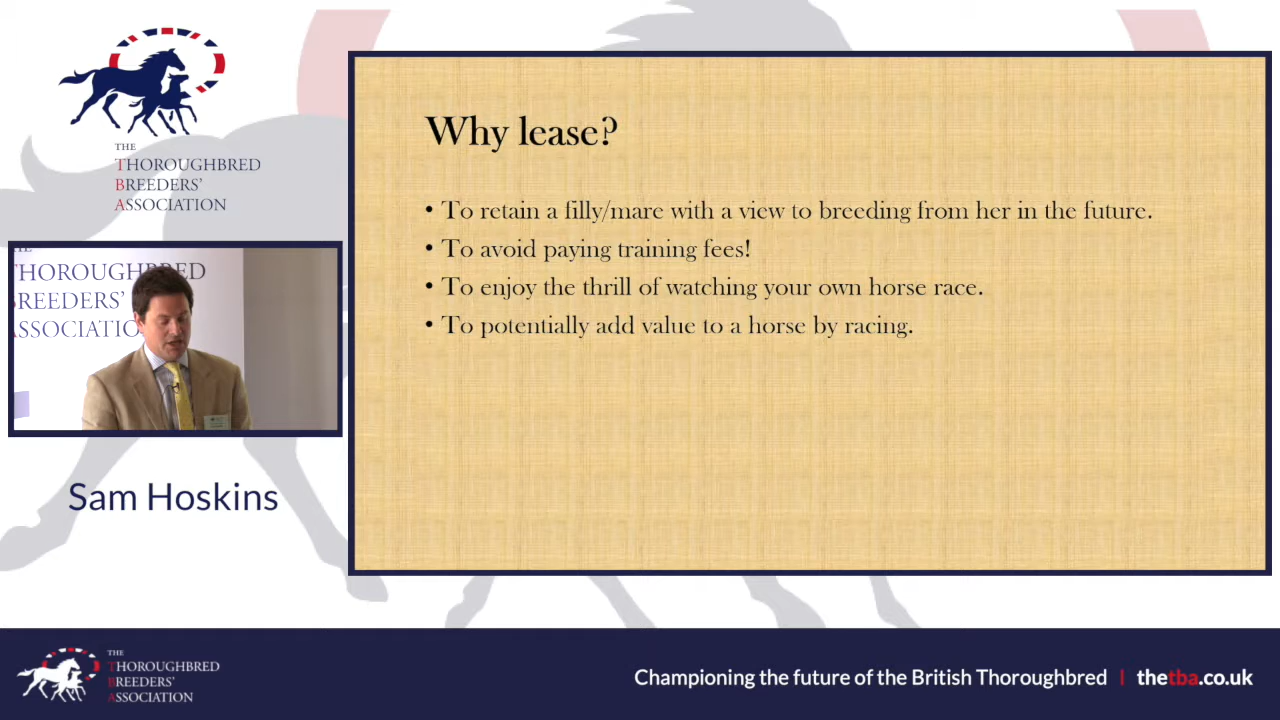 THE
THOROUGHBRED
BREEDERS'
ASSOCIATION
Why lease?
• To retain a filly/mare with a view to breeding from her in the future.
• To avoid paying training fees!
• To enjoy the thrill of watching your own horse race.
• To potentially add value to a horse by racing.
THOROUGHBRED
BREEDERS'
ASSOCIATIO
Sam Hoskins
THE
THOROUGHBRED
BREEDERS'
ASSOCIATION
Championing the future of the British Thoroughbred | thetba.co.uk